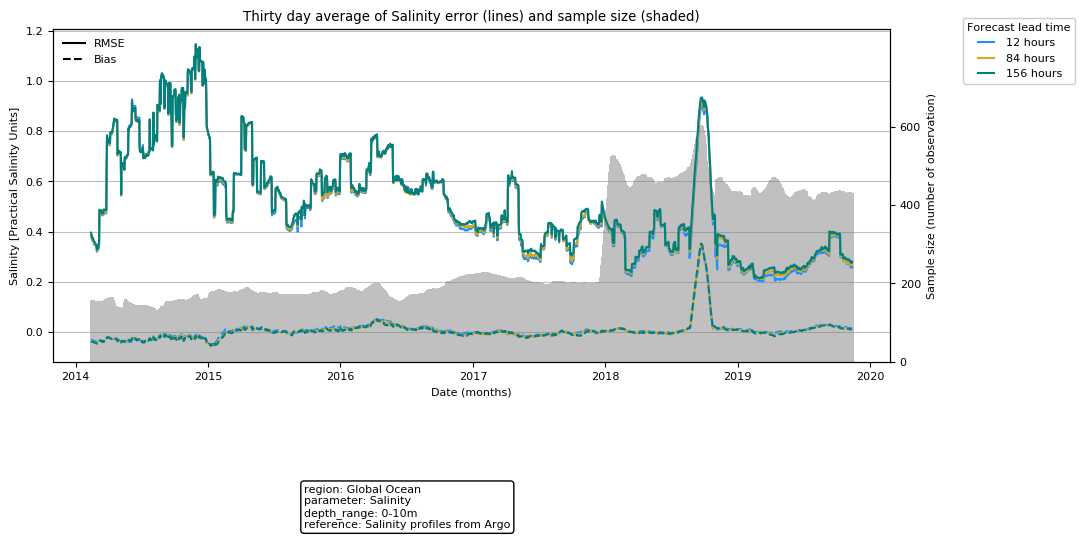 Thirty day average of Salinity error (lines) and sample size (shaded)
Forecast lead time
12 hours
84 hours
156 hours
RMSE
Bias
Salinity [Practical Salinity Units]
1.2
1.0
0.8
0.6
0.4
0.2
0.0
Sample size (number of observation)
600
400
200
0
2014 2015 2016 2017 2018 2019 2020
Date (months)
region: Global Ocean
parameter: Salinity
depth_range: 0-10m
reference: Salinity profiles from Argo